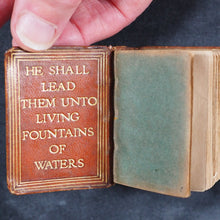 HE SHALL
LEAD
THEM UNTO
LIVING
FOUNTAINS
OF
WATERS